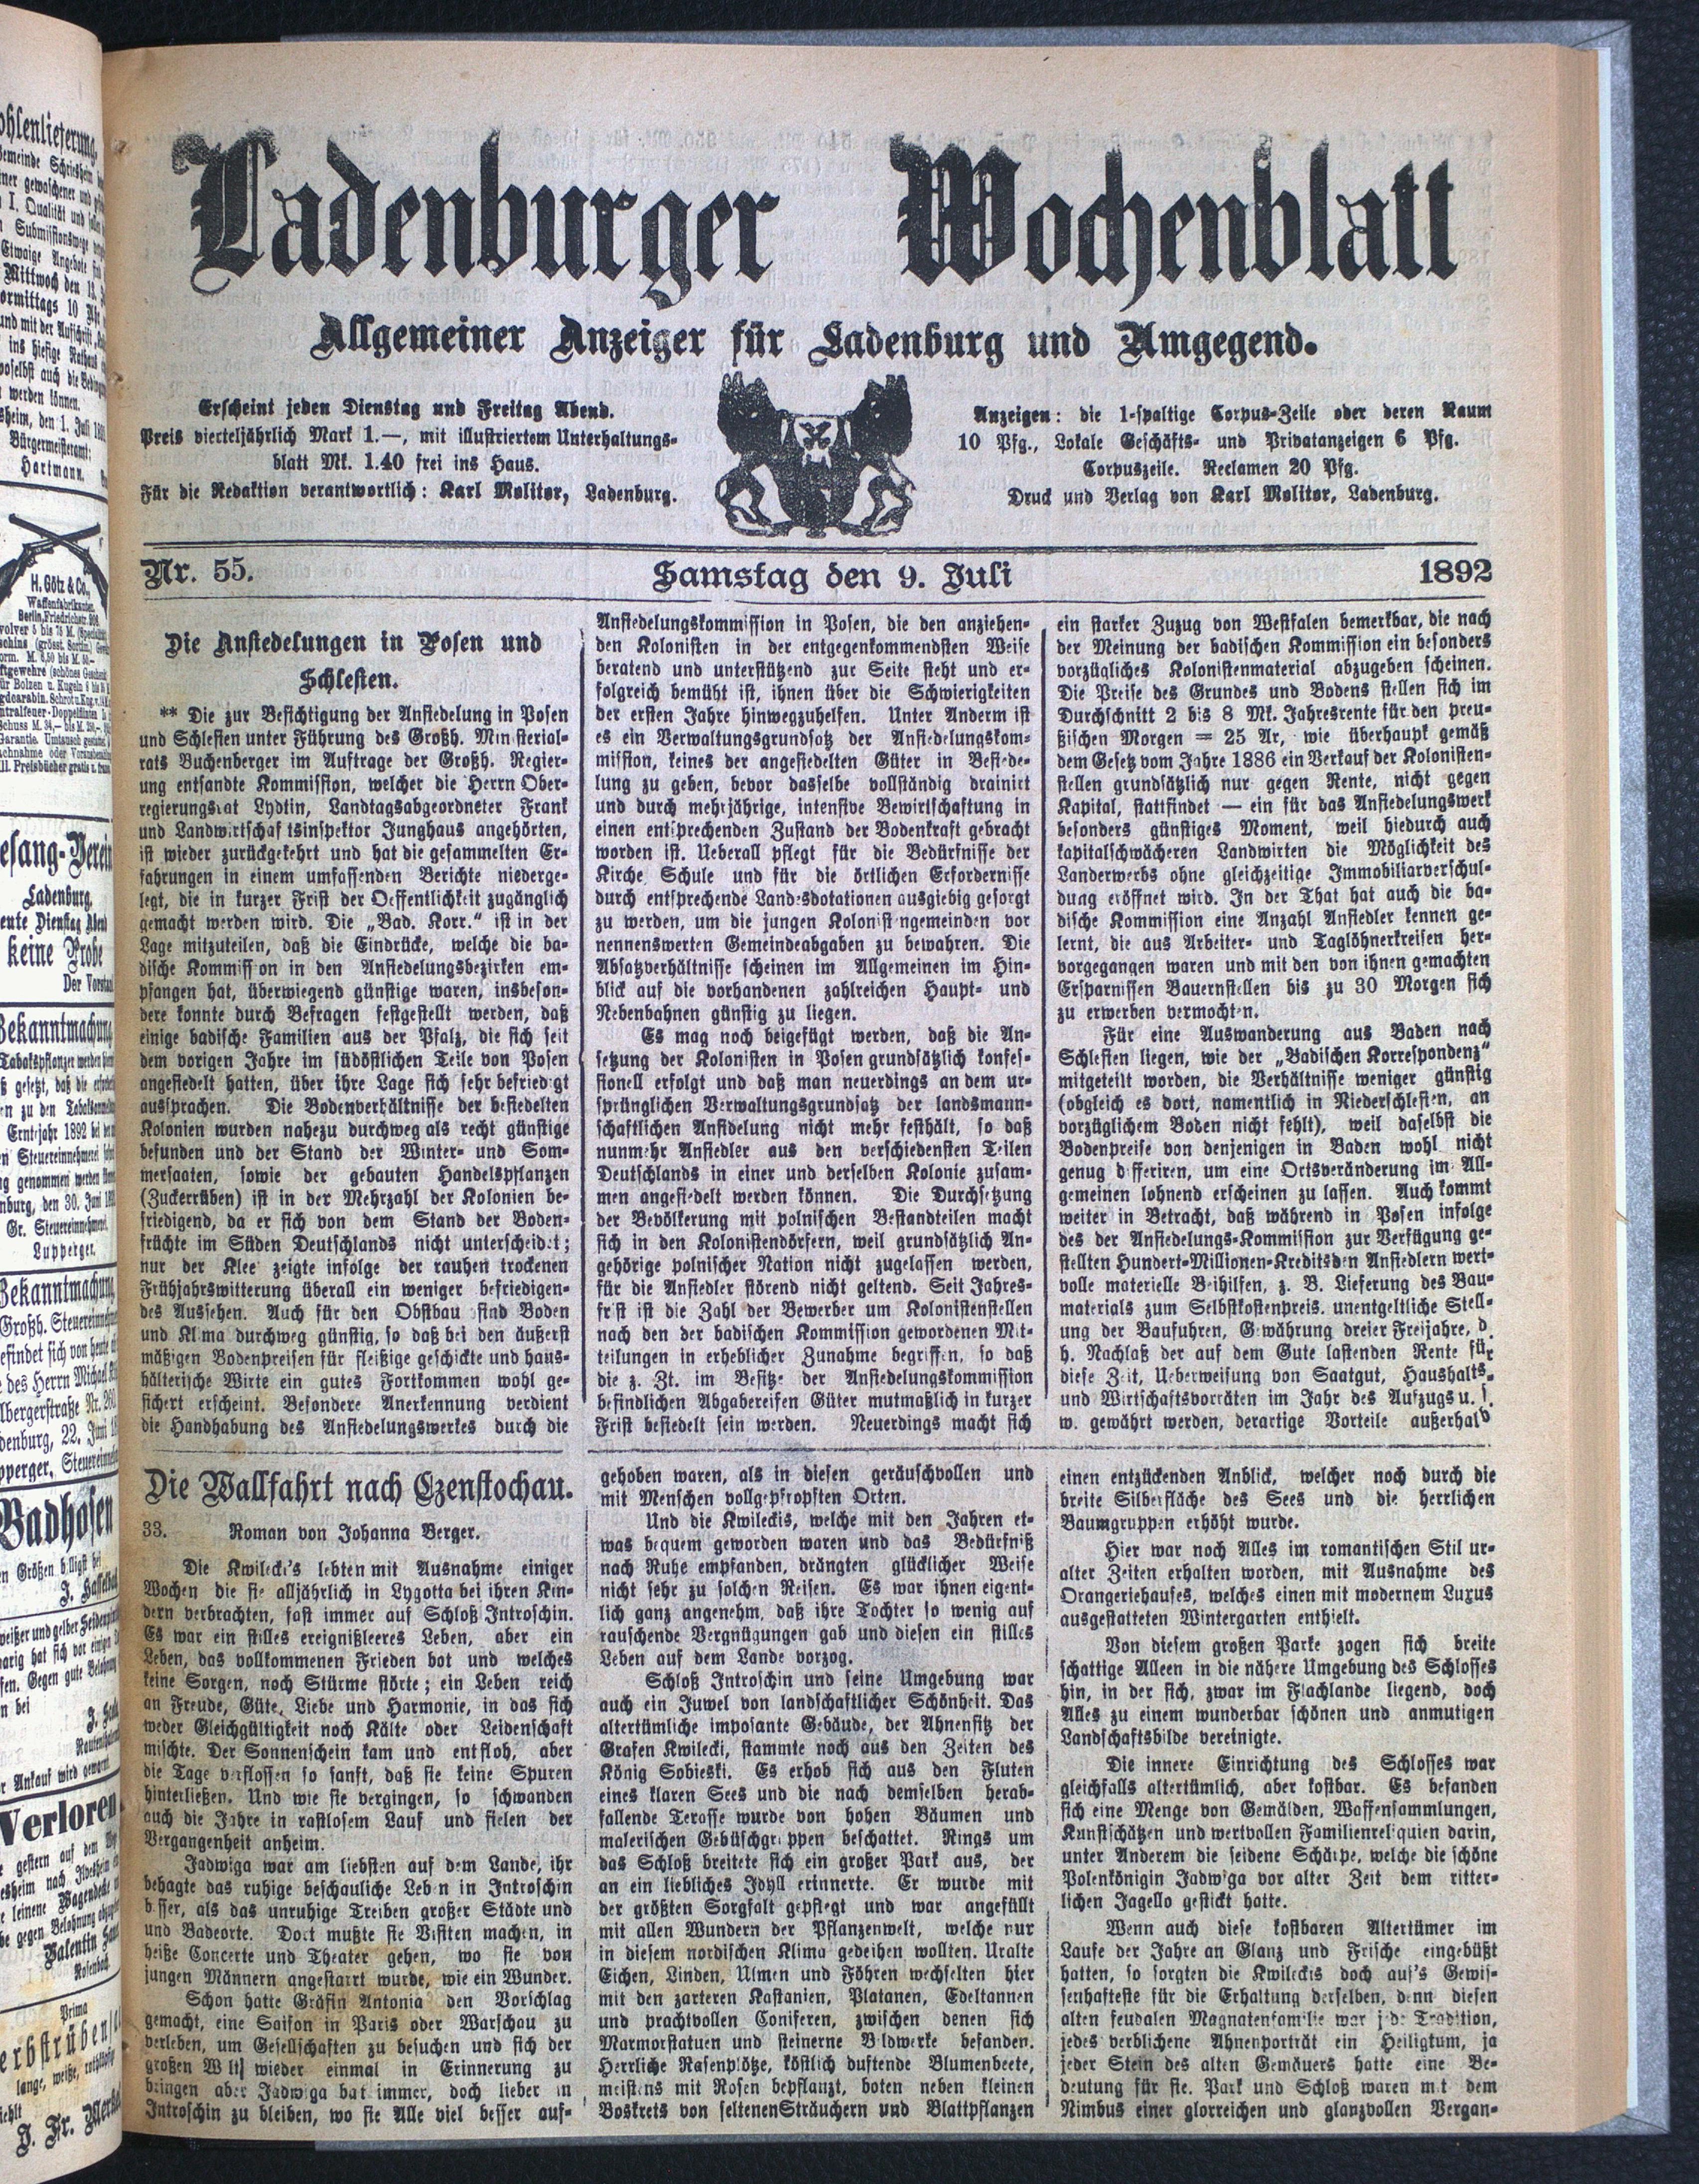 Ladenburger Wochenblatt
Allgemeiner Anzeiger für Ladenburg und Umgegend.
Erscheint jeden Dienstag und Freitag Abend.
Preis vierteljährlich Mark 1.—, mit illustriertem Unterhaltungs-
blatt Mk. 1.40 frei ins Haus.
Für die Redaktion verantwortlich: Karl Molitor, Ladenburg.
Anzeigen: die 1-spaltige Corpus-Zeile oder deren Raum
10 Pfg., Lokale Geschäfts- und Privatanzeigen 6 Pfg.
Corpuszeile. Reclamen 20 Pfg.
Druck und Verlag von Karl Molitor, Ladenburg.
Nr. 55. Samstag den 9. Juli 1892
Die Ansiedelungen in Posen und
Schlesien.
** Die zur Besichtigung der Ansiedelung in Posen
und Schlesien unter Führung des Großh. Min sterial-
rats Buchenberger im Auftrage der Großh. Regier-
ung entsandte Kommission, welcher die Herrn Ober-
regierungsrat Lydtin, Landtagsabgeordneter Frank
und Landwirtschaf tsinspektor Junghaus angehörten,
ist wieder zurückgekehrt und hat die gesammelten Er-
fahrungen in einem umfassenden Berichte niederge-
legt, die in kurzer Frist der Oeffentlichkeit zugänglich
gemacht werden wird. Die „Bad. Korr." ist in der
Lage mitzuteilen, daß die Eindrücke, welche die ba-
dische Kommiss on in den Ansiedelungsbezirken em-
pfangen hat, überwiegend günstige waren, insbeson-
dere konnte durch Befragen festgestellt werden, daß
einige badische Familien aus der Pfalz, die sich seit
dem vorigen Jahre im südöstlichen Teile von Posen
angesiedelt hatten, über ihre Lage sich sehr befried gt
aussprachen. Die Bodenverhältnisse der besiedelten
Kolonien wurden nahezu durchweg als recht günstige
befunden und der Stand der Winter- und Som-
mersaaten, sowie der gebauten Handelspflanzen
(Zuckerrüben) ist in der Mehrzahl der Kolonien be-
friedigend, da er sich von dem Stand der Boden-
früchte im Süden Deutschlands nicht unterscheidet;
nur der Klee zeigte infolge der rauhen trockenen
Frühjahrswitterung überall ein weniger befriedigen-
des Aussehen. Auch für den Obstbau sind Boden
und Kl ma durchweg günstig, so daß bei den äußerst
mäßigen Bodenpreisen für fleißige geschickte und haus-
hälterische Wirte ein gutes Fortkommen wohl ge-
sichert erscheint. Besondere Anerkennung verdient
die Handhabung des Ansiedelungswerkes durch die
Ansiedelungskommission in Posen, die den anziehen-
den Kolonisten in der entgegenkommendsten Weise
beratend und unterstützend zur Seite steht und er-
folgreich bemüht ist, ihnen über die Schwierigkeiten
der ersten Jahre hinwegzuhelfen. Unter Anderm ist
es ein Verwaltungsgrundsatz der Ansiedelungskom-
mission, keines der angesiedelten Güter in Besiede-
lung zu geben, bevor dasselbe vollständig drainirt
und durch mehrjährige, intensive Bewirtschaftung in
einen entsprechenden Zustand der Bodenkraft gebracht
worden ist. Ueberall pflegt für die Bedürfnisse der
Kirche, Schule und für die örtlichen Erfordernisse
durch entsprechende Landesdotationen ausgiebig gesorgt
zu werden, um die jungen Kolonist ngemeinden vor
nennenswerten Gemeindeabgaben zu bewahren. Die
Absatzverhältnisse scheinen im Allgemeinen im Hin-
blick auf die vorhandenen zahlreichen Haupt- und
Nebenbahnen günstig zu liegen.
Es mag noch beigefügt werden, daß die An-
setzung der Kolonisten in Posen grundsätzlich konfes-
sionell erfolgt und daß man neuerdings an dem ur-
sprünglichen Verwaltungsgrundsatz der landsmann-
schaftlichen Ansidelung nicht mehr festhält, so daß
nunmehr Ansiedler aus den verschiedensten Teilen
Deutschlands in einer und derselben Kolonie zusam-
men angesiedelt werden können. Die Durchsetzung
der Bevölkerung mit polnischen Bestandteilen macht
sich in den Kolonistendörfern, weil grundsätzlich An-
gehörige polnischer Nation nicht zugelassen werden,
für die Ansiedler störend nicht geltend. Seit Jahres-
fr st ist die Zahl der Bewerber um Kolonistenstellen
nach den der badischen Kommission gewordenen Mit-
teilungen in erheblicher Zunahme begriffen, so daß
die z. Zt. im Besitze der Ansiedelungskommission
befindlichen Abgabereifen Güter mutmaßlich in kurzer
Frist besiedelt sein werden. Neuerdings macht sich
ein starker Zuzug von Westfalen bemerkbar, die nach
der Meinung der badischen Kommission ein besonders
vorzügliches Kolonistenmaterial abzugeben scheinen.
Die Preise des Grundes und Bodens stellen sich im
Durchschnitt 2 bis 8 Mk. Jahresrente für den preu-
ßischen Morgen = 25 Ar, wie überhaupt gemäß
dem Gesetz vom Jahre 1886 ein Verkauf der Kolonisten-
stellen grundsätzlich nur gegen Rente, nicht gegen
Kapital, stattfindet — ein für das Ansiedelungswerk
besonders günstiges Moment, weil hiedurch auch
kapitalschwächeren Landwirten die Möglichkeit des
Landerwerbs ohne gleichzeitige Immobiliarverschul-
dung eröffnet wird. In der That hat auch die ba-
dische Kommission eine Anzahl Ansiedler kennen ge-
lernt, die aus Arbeiter- und Taglöhnerkreisen her-
vorgegangen waren und mit den von ihnen gemachten
Ersparnissen Bauernstellen bis zu 30 Morgen sich
zu erwerben vermochten.
Für eine Auswanderung aus Baden nach
Schlesien liegen, wie der „Badischen Korrespondenz"
mitgeteilt worden, die Verhältnisse weniger günstig
(obgleich es dort, namentlich in Niederschlesien, an
vorzüglichem Boden nicht fehlt), weil daselbst die
Bodenpreise von denjenigen in Baden wohl nicht
genug d fferiren, um eine Ortsveränderung im All-
gemeinen lohnend erscheinen zu lassen. Auch kommt
weiter in Betracht, daß während in Posen infolge
des der Ansiedelungs-Kommission zur Verfügung ge-
stellten Hundert-Millionen-Kredits den Ansiedlern wert-
volle materielle Beihilfen, z. B. Lieferung des Bau-
materials zum Selbstkostenpreis. unentgeltliche Stell-
ung der Baufuhren, Gewährung dreier Freijahre, d.
h. Nachlaß der auf dem Gute lastenden Rente für
diese Zeit, Ueberweisung von Saatgut, Haushalts-
und Wirtschaftsvorräten im Jahr des Aufzugs u. s.
w. gewährt werden, derartige Vorteile außerhalb
Die Wallfahrt nach Czenstochau.
33. Roman von Johanna Berger.
Die Kwilecki's lebten mit Ausnahme einiger
Wochen die sie alljährlich in Lygotta bei ihren Kin-
dern verbrachten, fast immer auf Schloß Introschin.
Es war ein stilles ereignißleeres Leben, aber ein
Leben, das vollkommenen Frieden bot und welches
keine Sorgen, noch Stürme störte; ein Leben reich
an Freude, Güte, Liebe und Harmonie, in das sich
weder Gleichgültigkeit noch Kälte oder Leidenschaft
mischte. Der Sonnenschein kam und entfloh, aber
die Tage verflossen so sanft, daß sie keine Spuren
hinterließen. Und wie sie vergingen, so schwanden
auch die Jahre in rastlosem Lauf und fielen der
Vergangenheit anheim.
Jadwiga war am liebsten auf dem Lande, ihr
behagte das ruhige beschauliche Leb n in Introschin
b sser, als das unruhige Treiben großer Städte und
und Badeorte. Dort mußte sie Visiten machen, in
heiße Concerte und Theater gehen, wo sie von
jungen Männern angestarrt wurde, wie ein Wunder.
Schon hatte Gräfin Antonia den Vorschlag
gemacht, eine Saison in Paris oder Warschau zu
verleben, um Gesellschaften zu besuchen und sich der
großen W lt wieder einmal in Erinnerung zu
bringen aber Jadwiga bat immer, doch lieber in
Introschin zu bleiben, wo sie Alle viel besser auf-
gehoben waren, als in diesen geräuschvollen und
mit Menschen vollgepfropften Orten.
Und die Kwileckis, welche mit den Jahren et-
was bequem geworden waren und das Bedürfniß
nach Ruhe empfanden, drängten glücklicher Weise
nicht sehr zu solchen Reisen. Es war ihnen eigent-
lich ganz angenehm, daß ihre Tochter so wenig auf
rauschende Vergnügungen gab und diesen ein stilles
Leben auf dem Lande vorzog.
Schloß Introschin und seine Umgebung war
auch ein Juwel von landschaftlicher Schönheit. Das
altertümliche imposante Gebäude, der Ahnensitz der
Grafen Kwilecki, stammte noch aus den Zeiten des
König Sobieski. Es erhob sich aus den Fluten
eines klaren Sees und die nach demselben herab-
fallende Terasse wurde von hohen Bäumen und
malerischen Gebüschgr ppen beschattet. Rings um
das Schloß breitete sich ein großer Park aus, der
an ein liebliches Idyll erinnerte. Er wurde mit
der größten Sorgfalt gepflegt und war angefüllt
mit allen Wundern der Pflanzenwelt, welche nur
in diesem nordischen Klima gedeihen wollten. Uralte
Eichen, Linden, Ulmen und Föhren wechselten hier
mit den zarteren Kastanien, Platanen, Edeltannen
und prachtvollen Coniferen, zwischen denen sich
Marmorstatuen und steinerne B ldwerke befanden.
Herrliche Rasenplätze, köstlich duftende Blumenbeete,
meistens mit Rosen bepflanzt, boten neben kleinen
Boskrets von seltenen Sträuchern und Blattpflanzen
einen entzückenden Anblick, welcher noch durch die
breite Silberfläche des Sees und die herrlichen
Baumgruppen erhöht wurde.
Hier war noch Alles im romantischen Stil ur-
alter Zeiten erhalten worden, mit Ausnahme des
Orangeriehauses, welches einen mit modernem Luxus
ausgestatteten Wintergarten enthielt.
Von diesem großen Parke zogen sich breite
schattige Alleen in die nähere Umgebung des Schlosses
hin, in der sich, zwar im Flachlande liegend, doch
Alles zu einem wunderbar schönen und anmutigen
Landschaftsbilde vereinigte.
Die innere Einrichtung des Schlosses war
gleichfalls altertümlich, aber kostbar. Es befanden
sich eine Menge von Gemälden, Waffensammlungen,
Kunstschätzen und wertvollen Familienreliquien darin,
unter Anderem die seidene Schärpe, welche die schöne
Polenkönigin Jadwiga vor alter Zeit dem ritter-
lichen Jagello gestickt hatte.
Wenn auch diese kostbaren Altertümer im
Laufe der Jahre an Glanz und Frische eingebüßt
hatten, so sorgten die Kwileckis doch auf's Gewis-
senhafteste für die Erhaltung derselben, denn diesen
alten feudalen Magnatenfamilie war jede Tradition,
jedes verblichene Ahnenporträt ein Heiligtum, ja
jeder Stein des alten Gemäuers hatte eine Be-
deutung für sie. Park und Schloß waren mit dem
Nimbus einer glorreichen und glanzvollen Vergan-
H. Götz & Co.,
Waffenfabrikanten,
Berlin, Friedrichstr. 208.
Ladenburg.
keine Probe
Bekanntmachung
Gr. Steuereinnehmerei.
Lupperger.
Bekanntmachung
Badhosen
Verloren
Prima